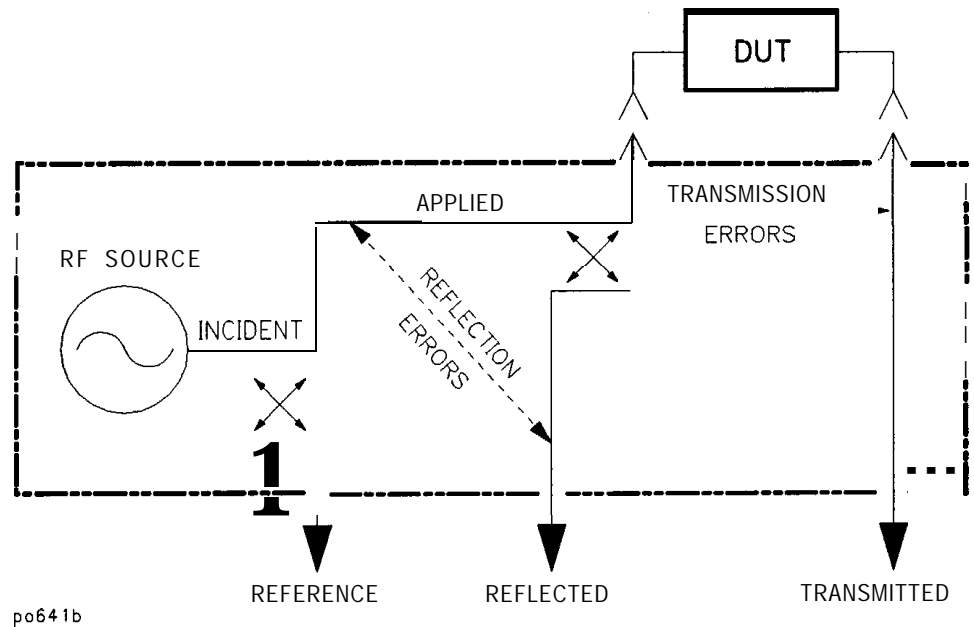 DUT
APPLIED
TRANSMISSION
ERRORS
RF SOURCE
INCIDENT
REFLECTION
ERRORS
1
REFERENCE
REFLECTED
TRANSMITTED
po641b